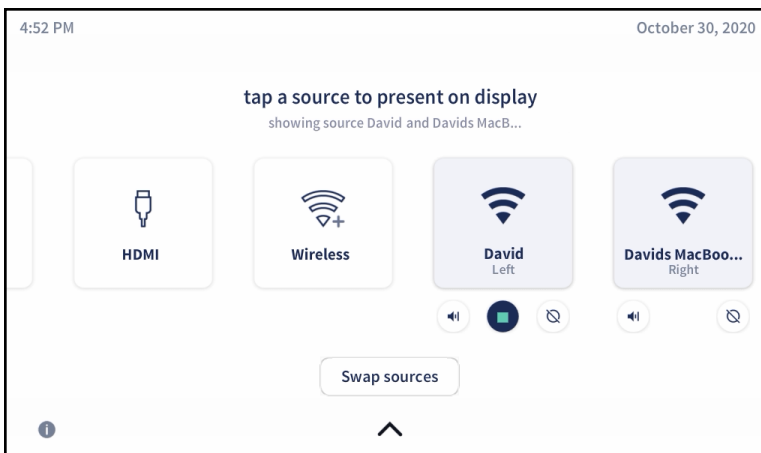 4:52 PM
October 30, 2020
tap a source to present on display
showing source David and Davids MacB...
HDMI
Wireless
David
Left
Davids MacBoo...
Right
Swap sources